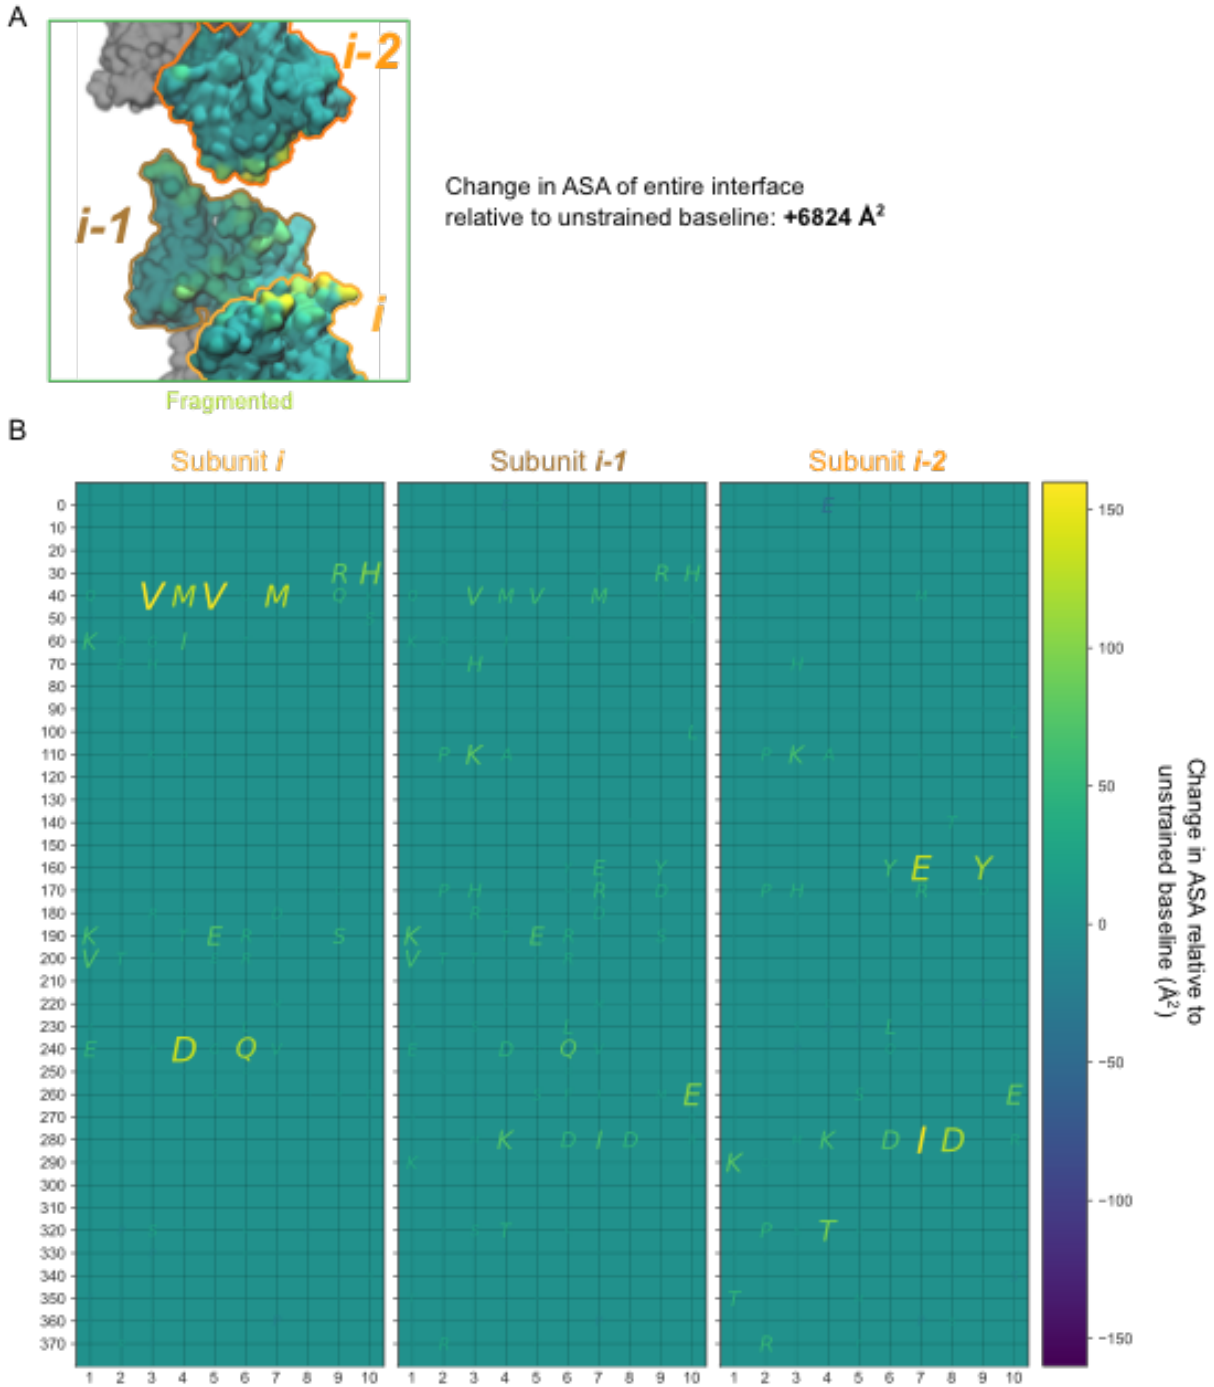 A
i-2
i-1
i
Change in ASA of entire interface
relative to unstrained baseline: +6824 Å²
Fragmented
B
Subunit i
Subunit i-1
Subunit i-2
0
E
10
20
30
R H
R H
40
V M V M Q
V M V M
50
60
K I
70
H
H
80
90
100
110
P K A
P K A
120
130
140
150
160
E Y
Y E Y
170
P H R D
P H R
180
R
190
K E R S
K E R
200
V
V
210
220
230
L
L
240
E D Q
D Q
250
260
E
E
270
280
K D I D
K D I D
290
K
300
310
320
T
P T
330
340
350
T
360
370
R
1 2 3 4 5 6 7 8 9 10
1 2 3 4 5 6 7 8 9 10
1 2 3 4 5 6 7 8 9 10
150
100
50
0
−50
−100
−150
Change in ASA relative to
unstrained baseline (Å²)